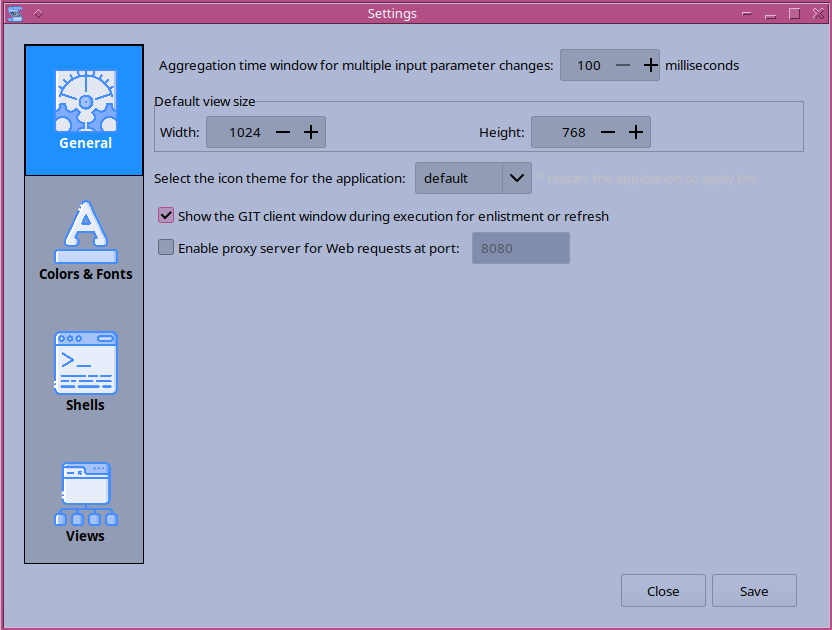 Settings
General
Colors & Fonts
Shells
Views
Aggregation time window for multiple input parameter changes: 100 milliseconds
Default view size
Width: 1024 Height: 768
Select the icon theme for the application: default * restart the application to apply the
Show the GIT client window during execution for enlistment or refresh
Enable proxy server for Web requests at port: 8080
Close Save